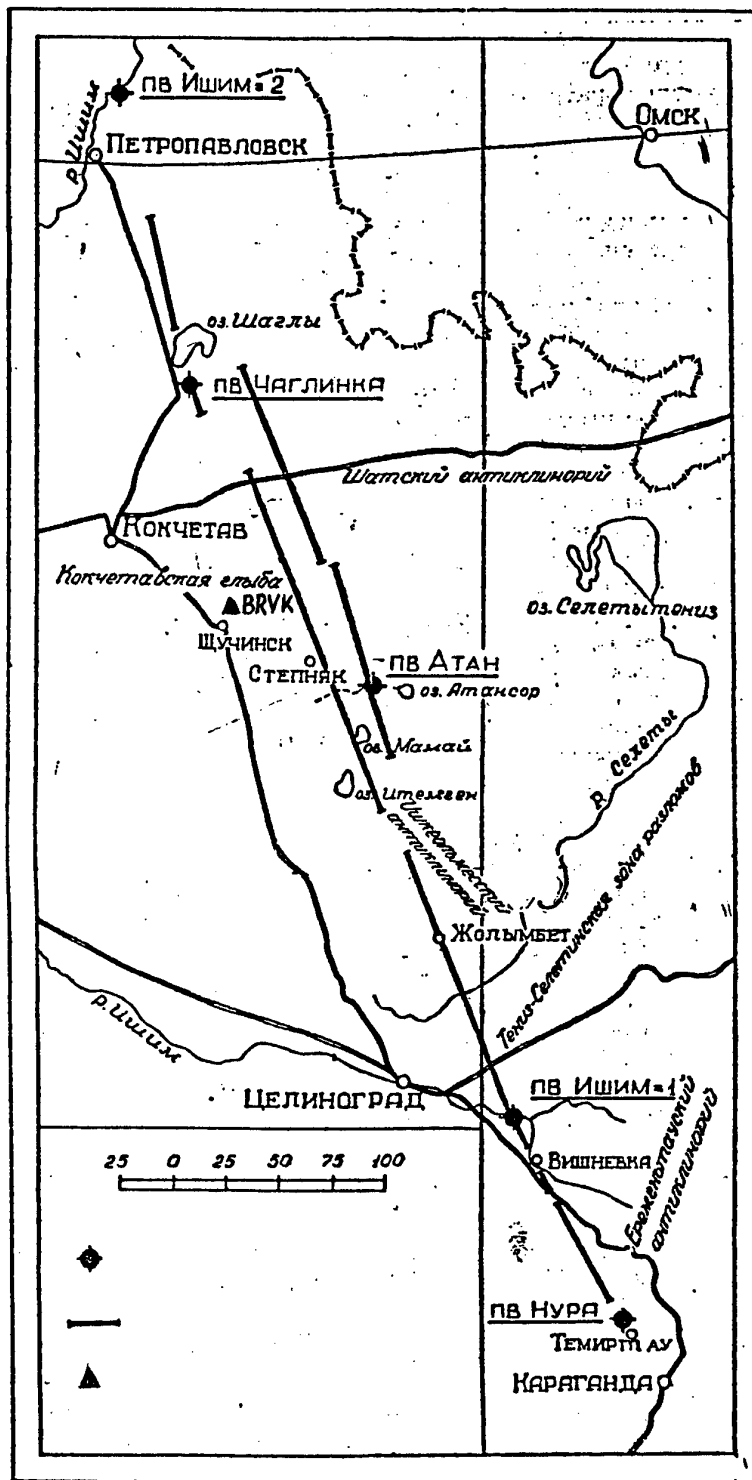 пв Ишим-2
р. Ишим
Петропавловск
Омск
оз. Шаглы
пв Чаглинка
Шатский антиклинорий
Кокчетав
Кокчетавская глыба
BRVK
Щучинск
оз. Селетытениз
Степняк
пв Атан
оз. Атансор
оз. Мамай
оз. Итемген
р. Селеты
антиклинорий
Жолымбет
Тениз-Селетинская зона разломов
р. Ишим
Целиноград
пв Ишим-1
Вишневка
Ерементауский
антиклинорий
25 0 25 50 75 100
пв Нура
Темиртау
Караганда